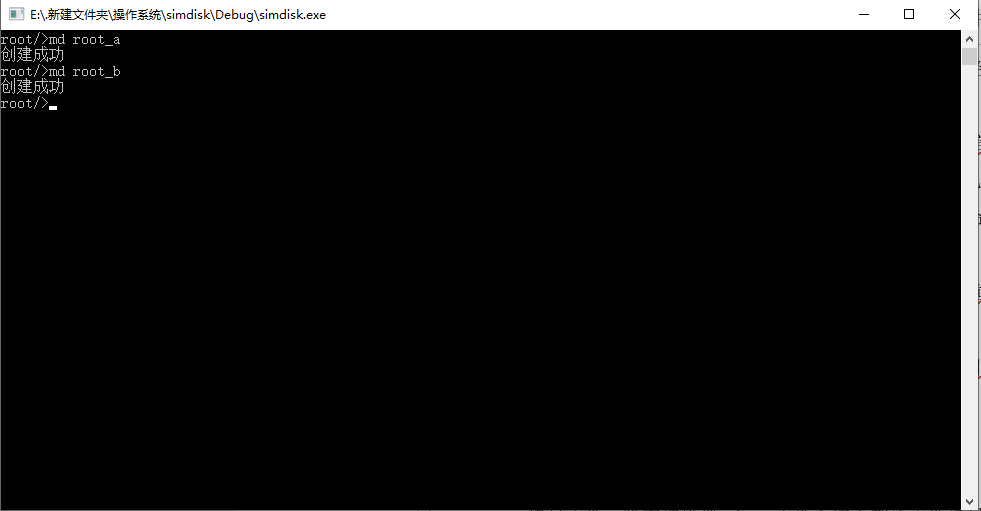 E:\.新建文件夹\操作系统\simdisk\Debug\simdisk.exe
root/>md root_a
创建成功
root/>md root_b
创建成功
root/>